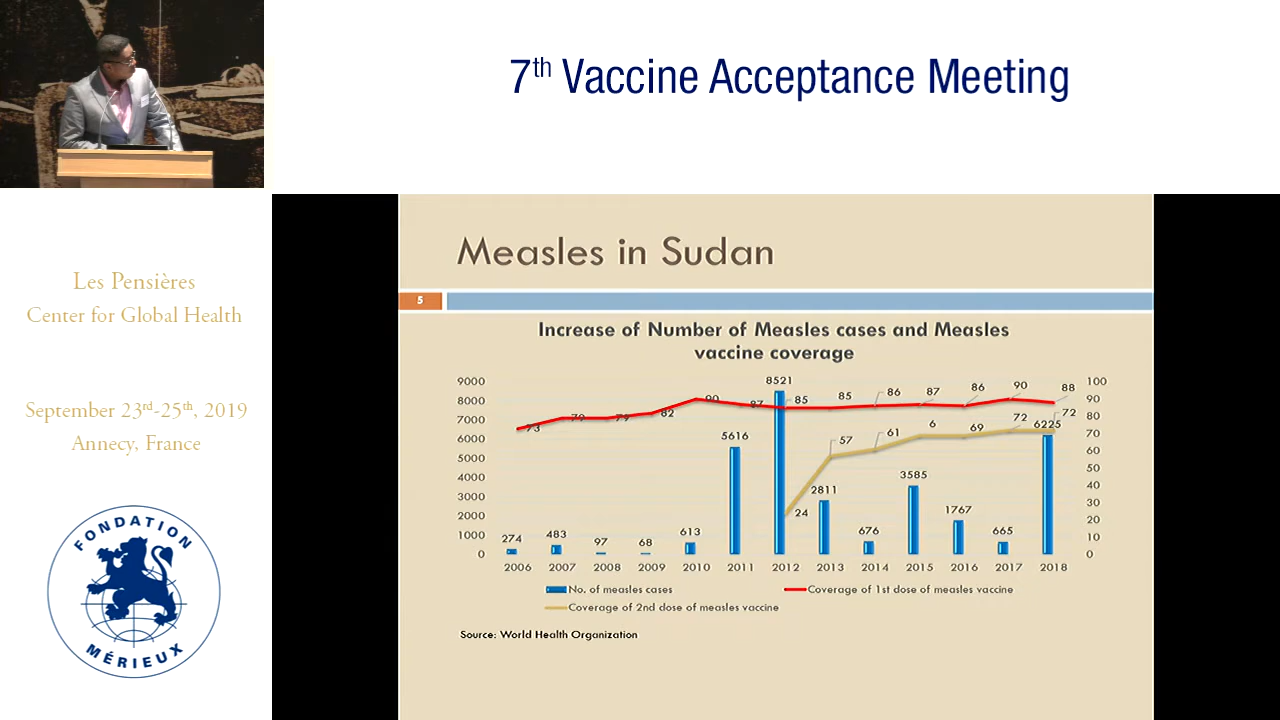 7th Vaccine Acceptance Meeting
Les Pensières
Center for Global Health
September 23rd-25th, 2019
Annecy, France
FONDATION
MÉRIEUX
Measles in Sudan
5
Increase of Number of Measles cases and Measles
vaccine coverage
9000 8521 100
8000 73 79 79 82 90 87 85 85 86 87 86 90 88 90
7000 72 72 80
6000 5616 57 61 6 69 6225 70
5000 60
50
4000 3585 40
3000 2811 30
2000 24 1767 20
1000 274 483 97 68 613 676 665 10
0 0
2006 2007 2008 2009 2010 2011 2012 2013 2014 2015 2016 2017 2018
No. of measles cases Coverage of 1st dose of measles vaccine
Coverage of 2nd dose of measles vaccine
Source: World Health Organization